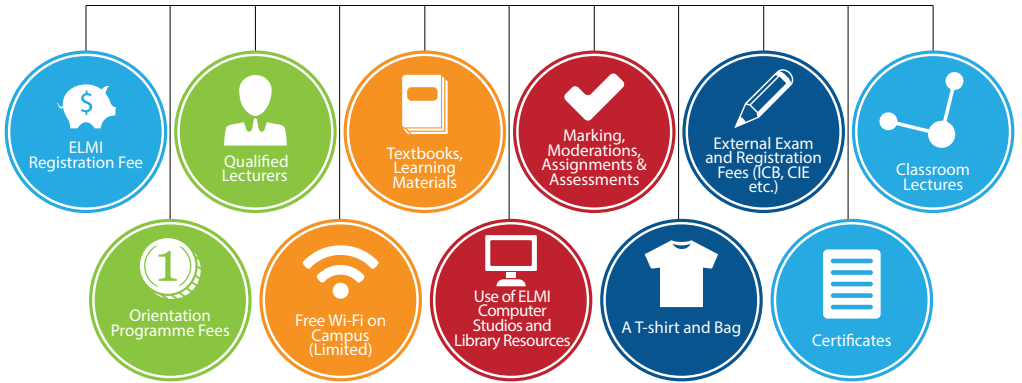 $
ELMI
Registration Fee
Qualified
Lecturers
Textbooks,
Learning
Materials
Marking,
Moderations,
Assignments &
Assessments
External Exam
and Registration
Fees (ICB, CIE
etc.)
Classroom
Lectures
1
Orientation
Programme Fees
Free Wi-Fi on
Campus
(Limited)
Use of ELMI
Computer
Studios and
Library Resources
A T-shirt and Bag
Certificates